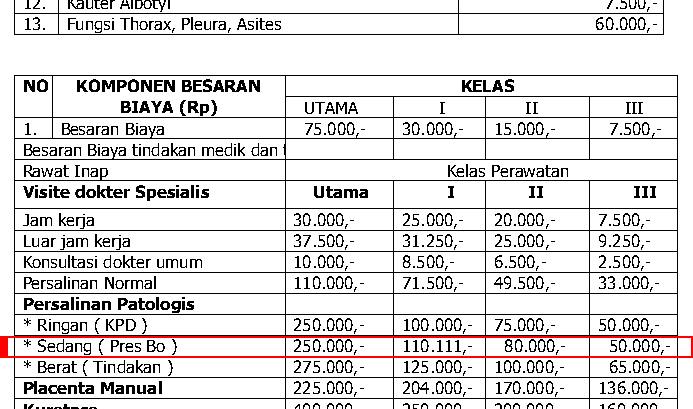 12. Kauter Albotyl 7.500,-
13. Fungsi Thorax, Pleura, Asites 60.000,-
NO KOMPONEN BESARAN BIAYA (Rp) KELAS
UTAMA I II III
1. Besaran Biaya 75.000,- 30.000,- 15.000,- 7.500,-
Besaran Biaya tindakan medik dan
Rawat Inap Kelas Perawatan
Visite dokter Spesialis Utama I II III
Jam kerja 30.000,- 25.000,- 20.000,- 7.500,-
Luar jam kerja 37.500,- 31.250,- 25.000,- 9.250,-
Konsultasi dokter umum 10.000,- 8.500,- 6.500,- 2.500,-
Persalinan Normal 110.000,- 71.500,- 49.500,- 33.000,-
Persalinan Patologis
* Ringan ( KPD ) 250.000,- 100.000,- 75.000,- 50.000,-
* Sedang ( Pres Bo ) 250.000,- 110.111,- 80.000,- 50.000,-
* Berat ( Tindakan ) 275.000,- 125.000,- 100.000,- 65.000,-
Placenta Manual 225.000,- 204.000,- 170.000,- 136.000,-